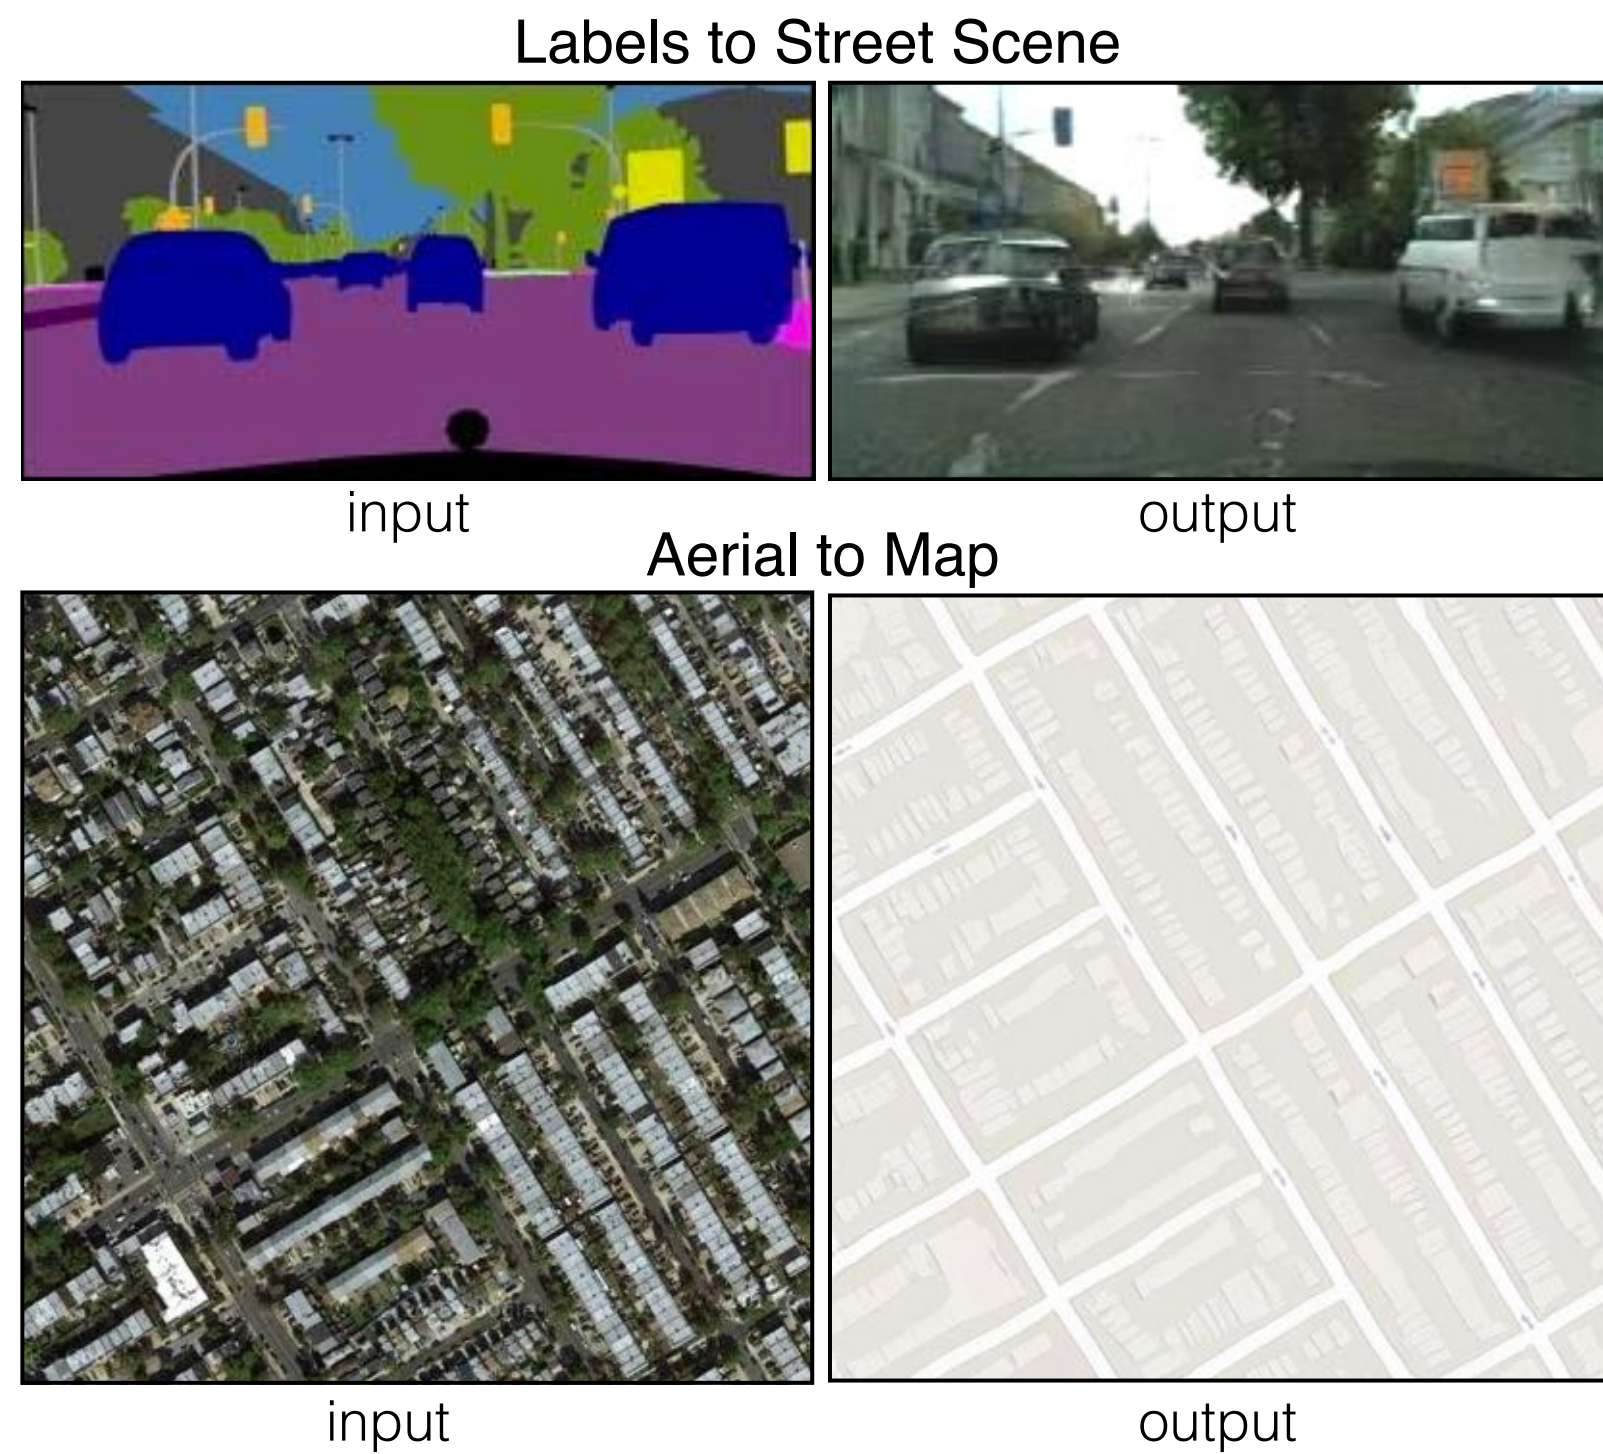 Labels to Street Scene
input
output
Aerial to Map
input
output